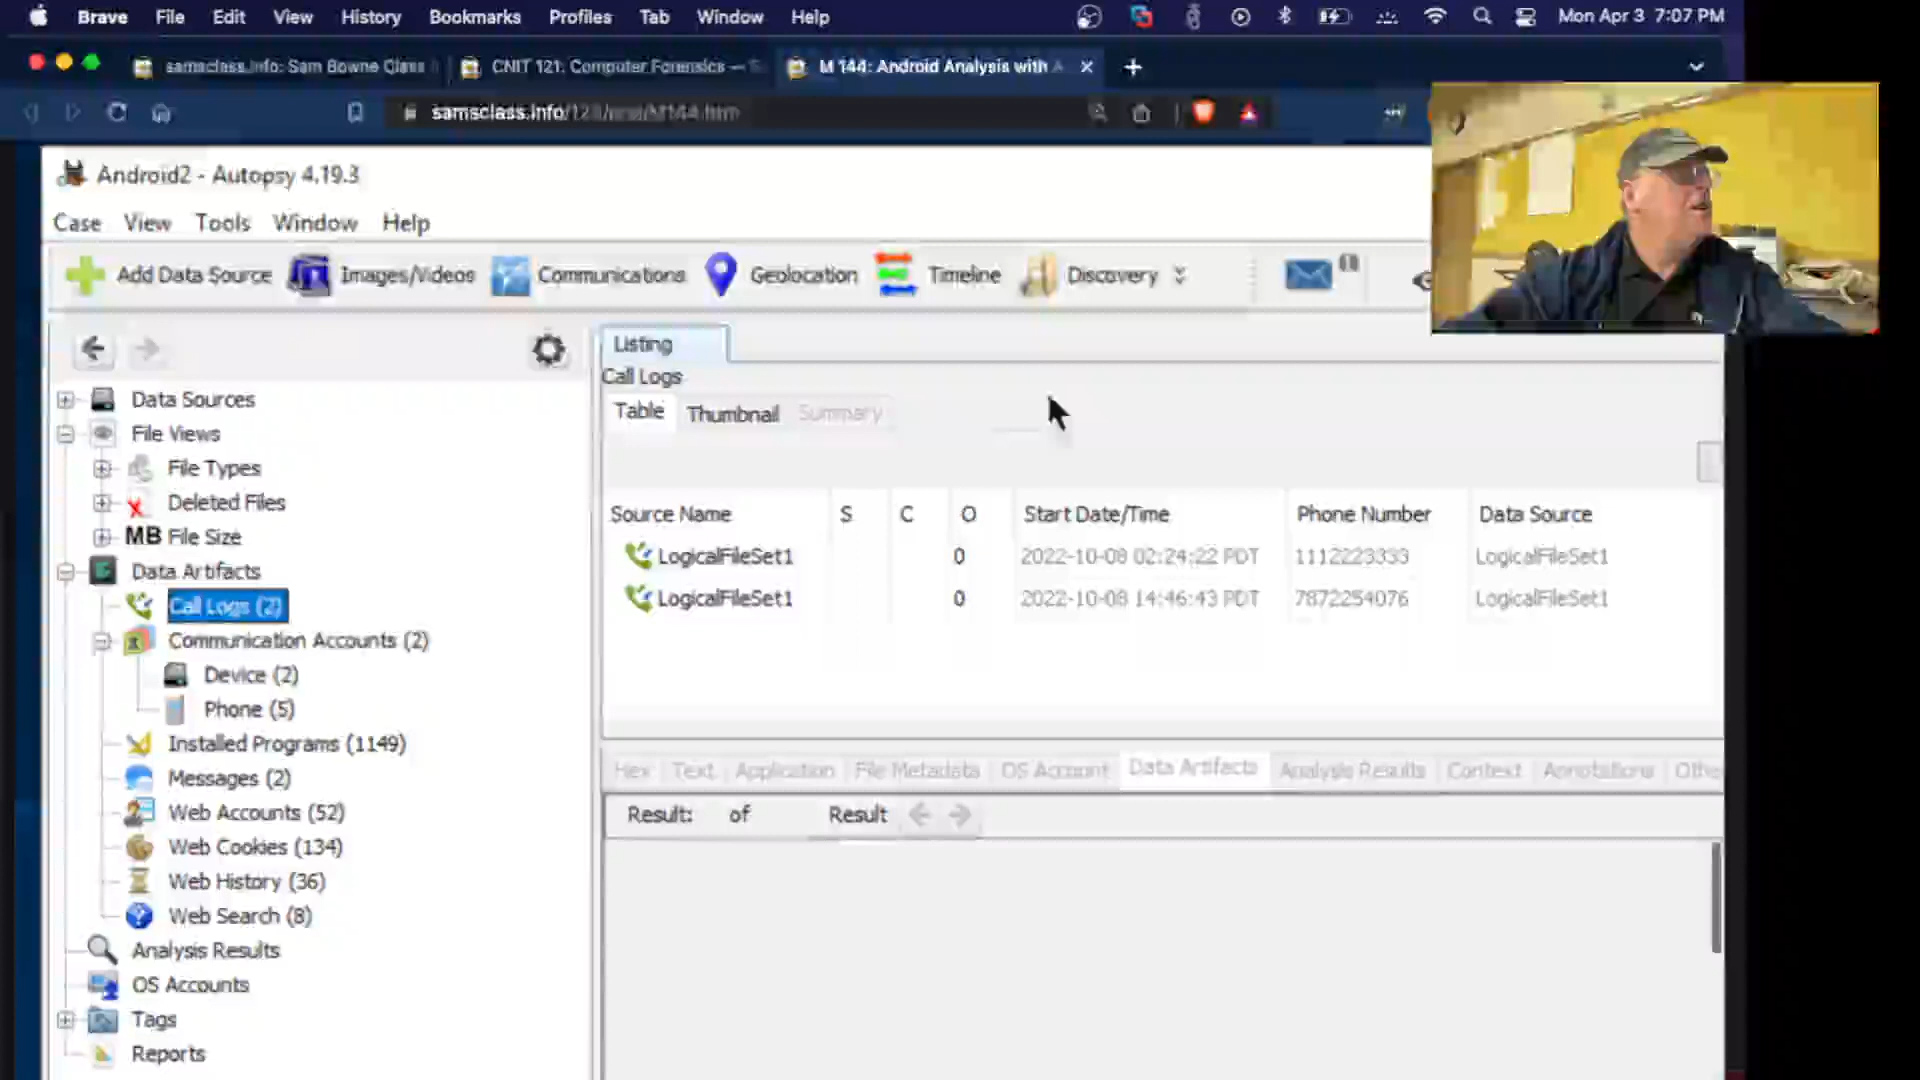 Brave File Edit View History Bookmarks Profiles Tab Window Help Mon Apr 3 7:07 PM
samsclass.info: Sam Bowne Class CNIT 121: Computer Forensics — M 144: Android Analysis with
samsclass.info/
Android2 - Autopsy 4.19.3
Case View Tools Window Help
Add Data Source Images/Videos Communications Geolocation Timeline Discovery
Listing
Call Logs
Table Thumbnail Summary
Source Name S C O Start Date/Time Phone Number Data Source
LogicalFileSet1 0 2022-10-08 02:24:22 PDT 1112223333 LogicalFileSet1
LogicalFileSet1 0 2022-10-08 14:46:43 PDT 7872254076 LogicalFileSet1
Data Sources
File Views
File Types
Deleted Files
MB File Size
Data Artifacts
Call Logs (2)
Communication Accounts (2)
Device (2)
Phone (5)
Installed Programs (1149)
Messages (2)
Web Accounts (52)
Web Cookies (134)
Web History (36)
Web Search (8)
Analysis Results
OS Accounts
Tags
Reports
Hex Text Application File Metadata OS Account Data Artifacts Analysis Results Context Annotations Othe
Result: of Result